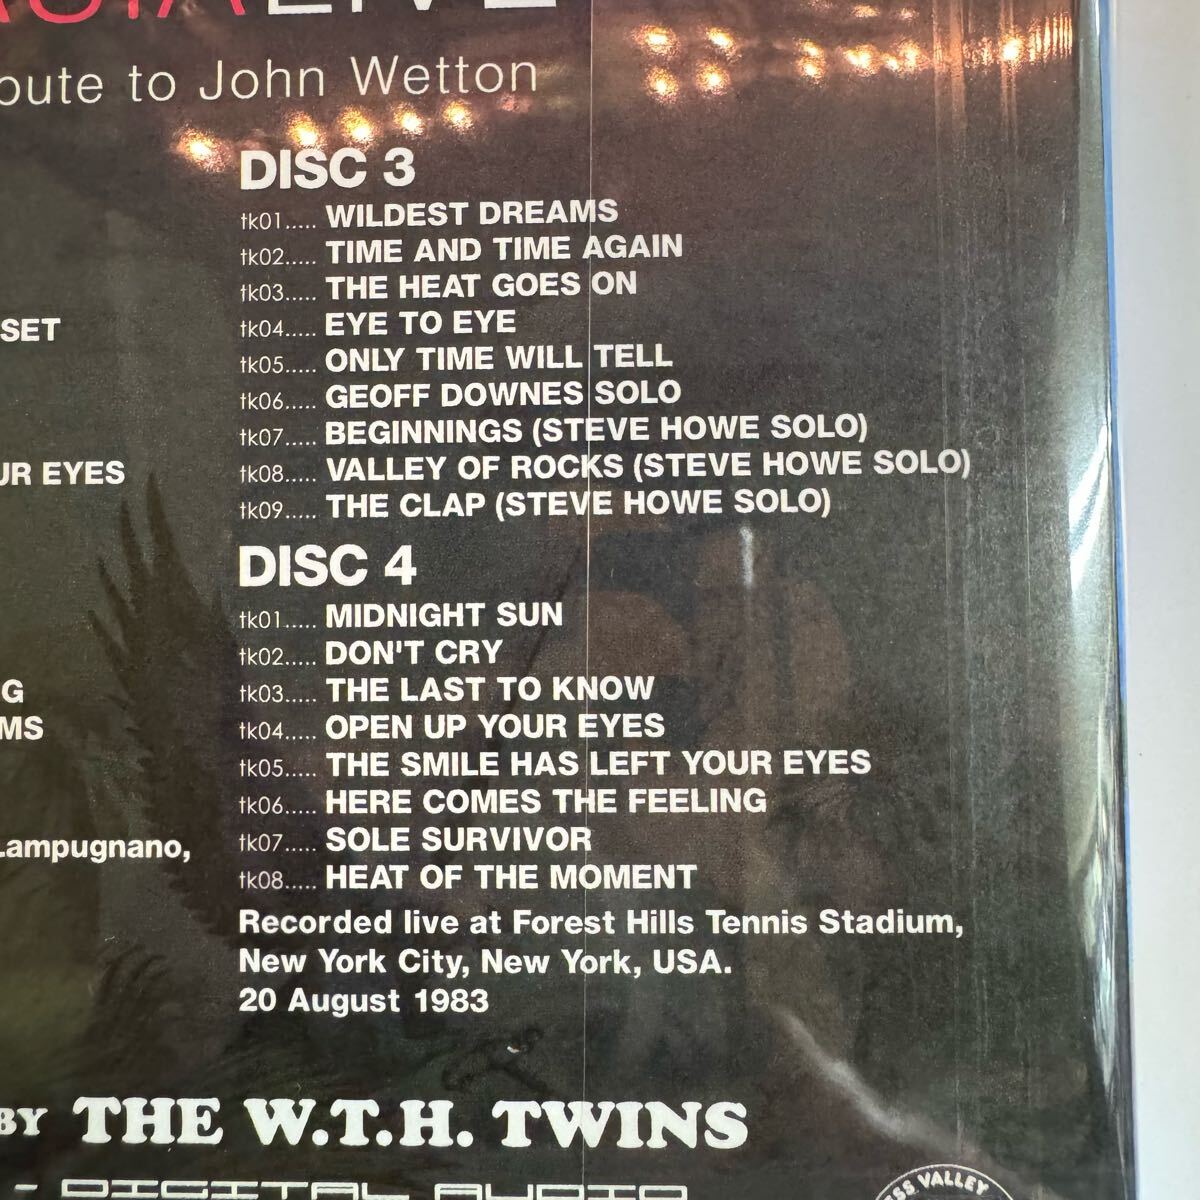 LIVE
to John Wetton
SET
EYES
Lampugnano,
DISC 3
tk01..... WILDEST DREAMS
tk02..... TIME AND TIME AGAIN
tk03..... THE HEAT GOES ON
tk04..... EYE TO EYE
tk05..... ONLY TIME WILL TELL
tk06..... GEOFF DOWNES SOLO
tk07..... BEGINNINGS (STEVE HOWE SOLO)
tk08..... VALLEY OF ROCKS (STEVE HOWE SOLO)
tk09..... THE CLAP (STEVE HOWE SOLO)
DISC 4
tk01..... MIDNIGHT SUN
tk02..... DON'T CRY
tk03..... THE LAST TO KNOW
tk04..... OPEN UP YOUR EYES
tk05..... THE SMILE HAS LEFT YOUR EYES
tk06..... HERE COMES THE FEELING
tk07..... SOLE SURVIVOR
tk08..... HEAT OF THE MOMENT
Recorded live at Forest Hills Tennis Stadium,
New York City, New York, USA.
20 August 1983
BY THE W.T.H. TWINS
- DIGITAL AUDIO
VALLEY